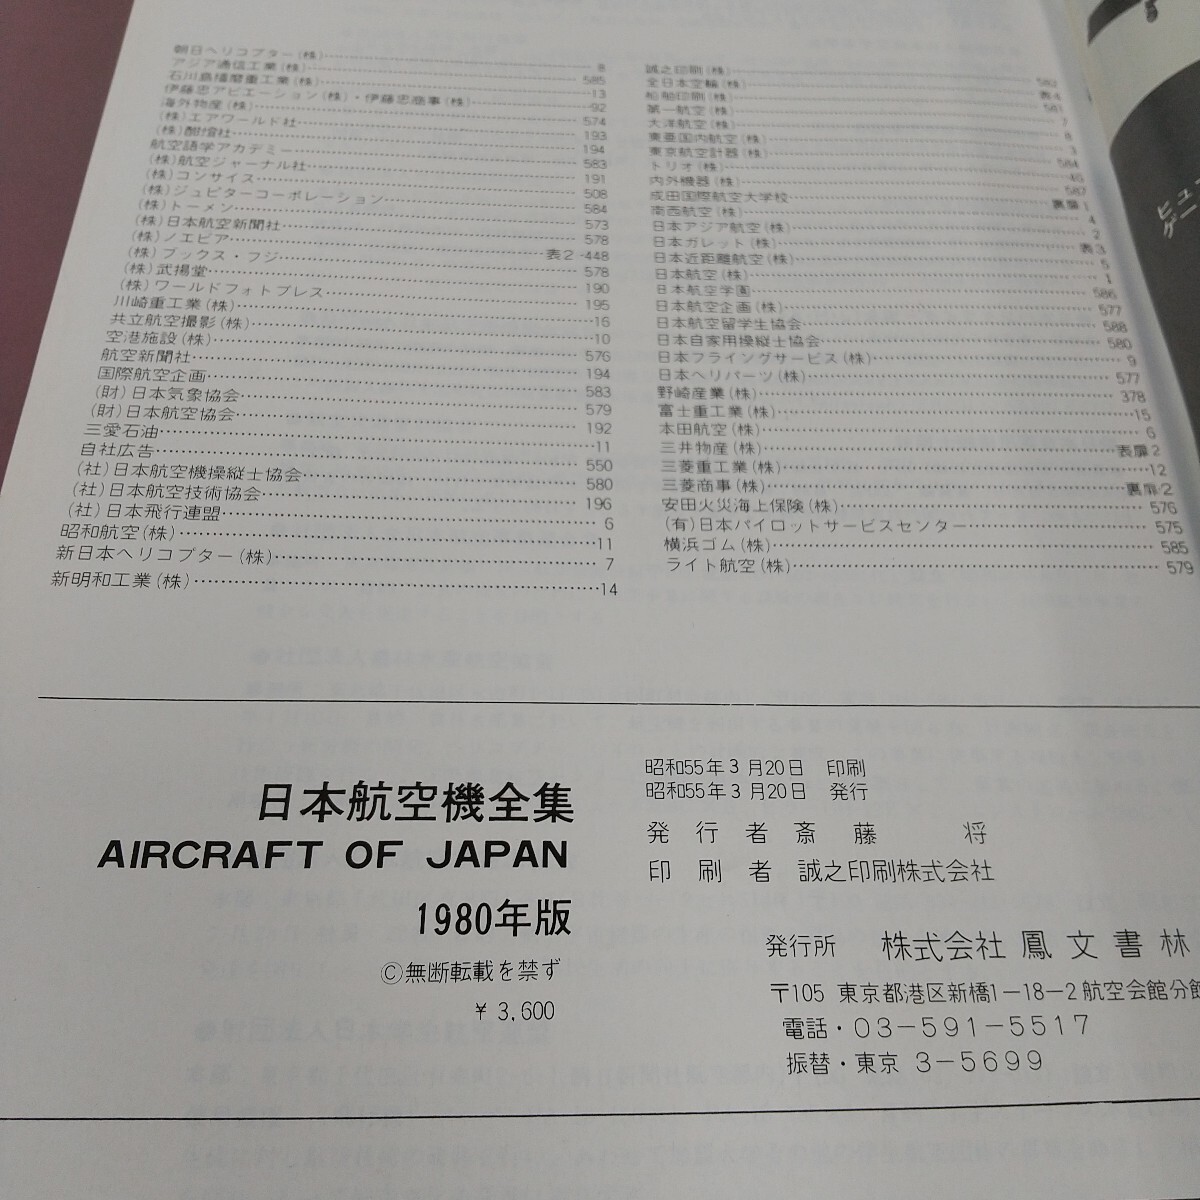 朝日ヘリコプター(株)……8
アジア通信工業(株)……585
石川島播磨重工業(株)……13
伊藤忠アビエーション(株)・伊藤忠商事(株)……92
海外物産(株)……574
(株)エアワールド社……193
(株)酣燈社……194
航空語学アカデミー……583
(株)航空ジャーナル社……191
(株)コンサイス……508
(株)ジュピターコーポレーション……584
(株)トーメン……573
(株)日本航空新聞社……578
(株)ノエビア……表2・448
(株)ブックス・フジ……578
(株)武揚堂……190
(株)ワールドフォトプレス……195
川崎重工業(株)……16
共立航空撮影(株)……10
空港施設(株)……576
航空新聞社……194
国際航空企画……583
(財)日本気象協会……579
(財)日本航空協会……192
三愛石油……11
自社広告……550
(社)日本航空機操縦士協会……580
(社)日本航空技術協会……196
(社)日本飛行連盟……6
昭和航空(株)……11
新日本ヘリコプター(株)……7
新明和工業(株)……14
誠之印刷(株)……582
全日本空輸(株)……表4
船舶印刷(株)……581
第一航空(株)……7
大洋航空(株)……8
東亜国内航空(株)……3
東京航空計器(株)……584
トリオ(株)……46
内外機器(株)……587
成田国際航空大学校……裏扉1
南西航空(株)……4
日本アジア航空(株)……2
日本ガレット(株)……表3
日本近距離航空(株)……5
日本航空(株)……1
日本航空学園……586
日本航空企画(株)……577
日本航空留学生協会……588
日本自家用操縦士協会……580
日本フライングサービス(株)……9
日本ヘリパーツ(株)……577
野崎産業(株)……378
富士重工業(株)……15
本田航空(株)……6
三井物産(株)……表扉2
三菱重工業(株)……12
三菱商事(株)……裏扉2
安田火災海上保険(株)……576
(有)日本パイロットサービスセンター……575
横浜ゴム(株)……585
ライト航空(株)……579
日本航空機全集
AIRCRAFT OF JAPAN
1980年版
©無断転載を禁ず
¥3,600
昭和55年3月20日 印刷
昭和55年3月20日 発行
発行者 斎藤 将
印刷者 誠之印刷株式会社
発行所 株式会社 鳳文書林
〒105 東京都港区新橋1-18-2航空会館分館
電話・03-591-5517
振替・東京 3-5699